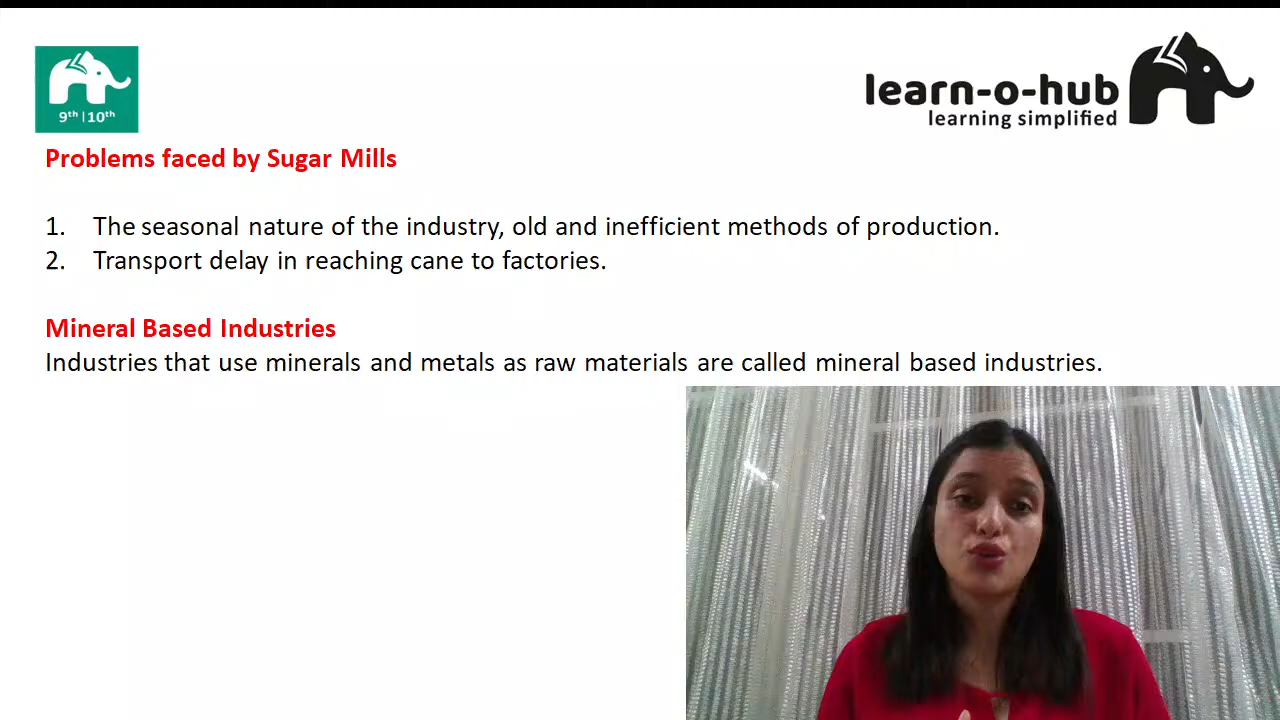 9th | 10th
learn-o-hub
learning simplified
Problems faced by Sugar Mills
1. The seasonal nature of the industry, old and inefficient methods of production.
2. Transport delay in reaching cane to factories.
Mineral Based Industries
Industries that use minerals and metals as raw materials are called mineral based industries.